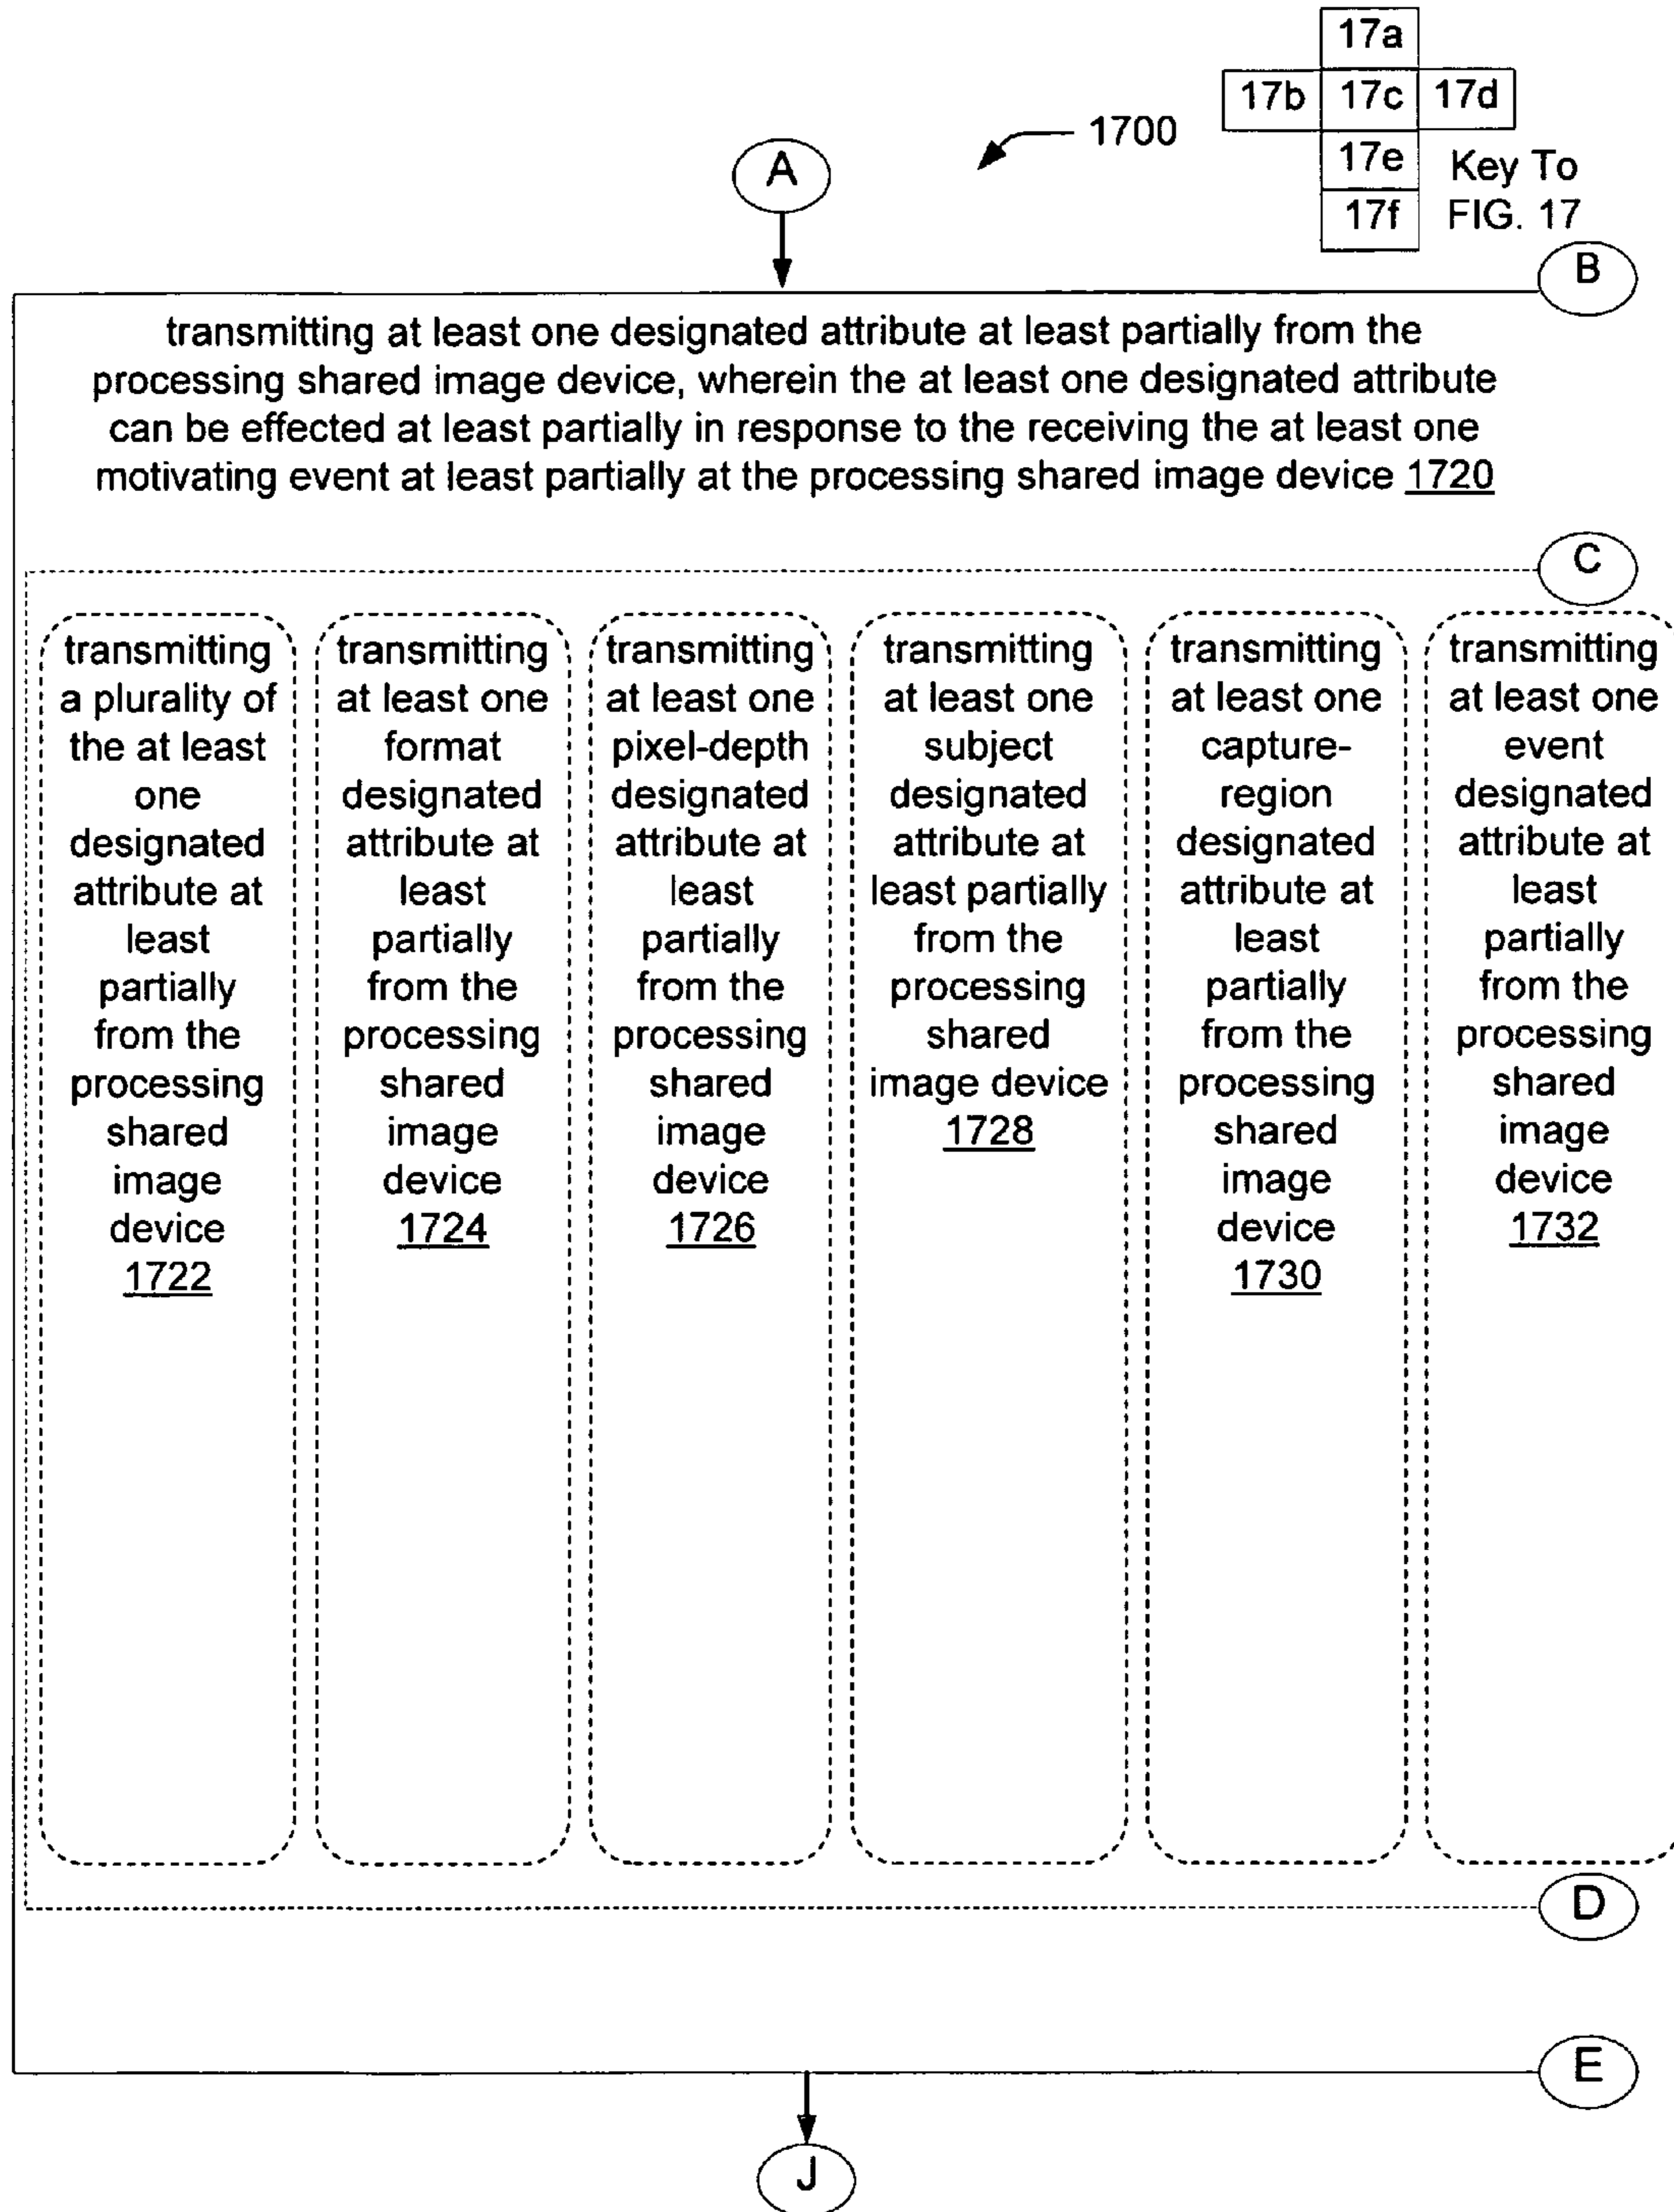 17a
17b 17c 17d
17e
17f
Key To
FIG. 17
1700
A
B
transmitting at least one designated attribute at least partially from the
processing shared image device, wherein the at least one designated attribute
can be effected at least partially in response to the receiving the at least one
motivating event at least partially at the processing shared image device 1720
C
transmitting
a plurality of
the at least
one
designated
attribute at
least
partially
from the
processing
shared
image
device
1722
transmitting
at least one
format
designated
attribute at
least
partially
from the
processing
shared
image
device
1724
transmitting
at least one
pixel-depth
designated
attribute at
least
partially
from the
processing
shared
image
device
1726
transmitting
at least one
subject
designated
attribute at
least partially
from the
processing
shared
image device
1728
transmitting
at least one
capture-
region
designated
attribute at
least
partially
from the
processing
shared
image
device
1730
transmitting
at least one
event
designated
attribute at
least
partially
from the
processing
shared
image
device
1732
D
E
J